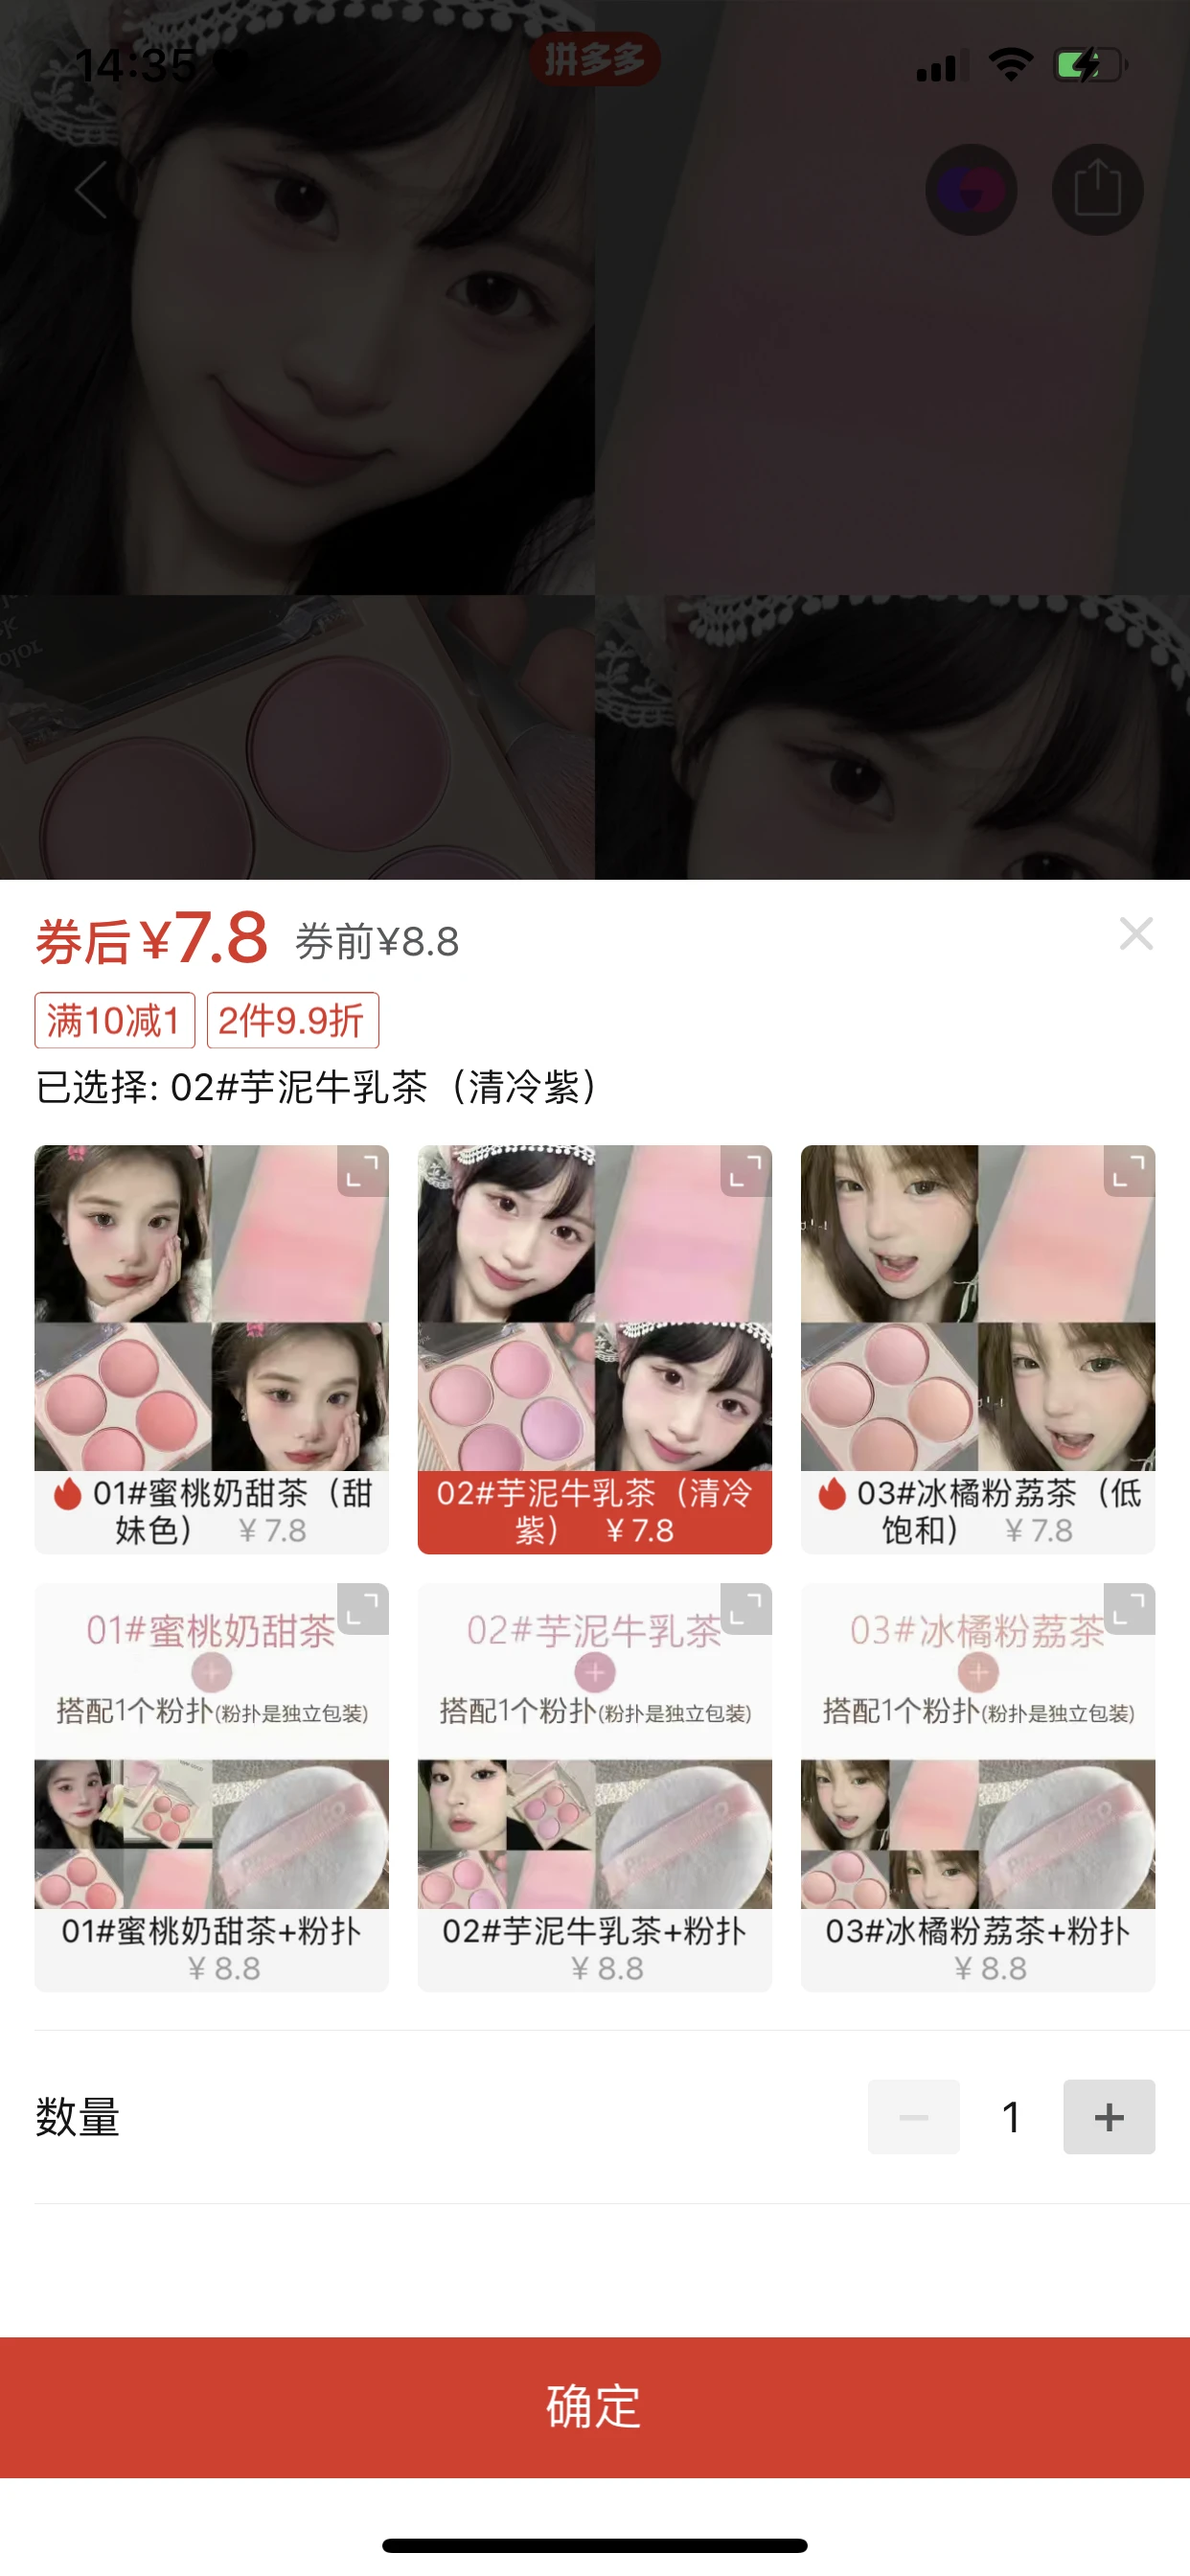 14:35
拼多多
券后¥7.8 券前¥8.8
满10减1 2件9.9折
已选择: 02#芋泥牛乳茶（清冷紫）
01#蜜桃奶甜茶（甜
妹色） ¥ 7.8
02#芋泥牛乳茶（清冷
紫） ¥ 7.8
03#冰橘粉荔茶（低
饱和） ¥ 7.8
01#蜜桃奶甜茶
搭配1个粉扑(粉扑是独立包装)
01#蜜桃奶甜茶+粉扑
¥ 8.8
02#芋泥牛乳茶
搭配1个粉扑(粉扑是独立包装)
02#芋泥牛乳茶+粉扑
¥ 8.8
03#冰橘粉荔茶
搭配1个粉扑(粉扑是独立包装)
03#冰橘粉荔茶+粉扑
¥ 8.8
数量
1
确定